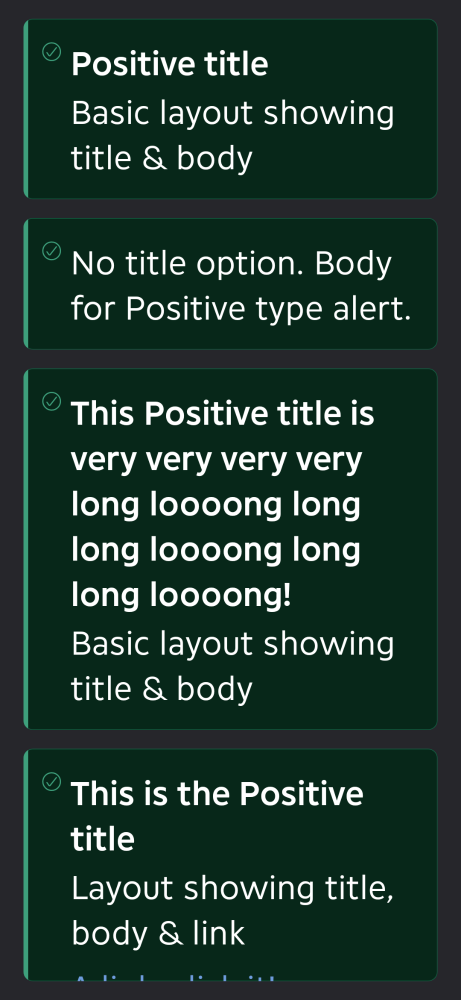 Positive title
Basic layout showing
title & body
No title option. Body
for Positive type alert.
This Positive title is
very very very very
long loooong long
long loooong long
long loooong!
Basic layout showing
title & body
This is the Positive
title
Layout showing title,
body & link